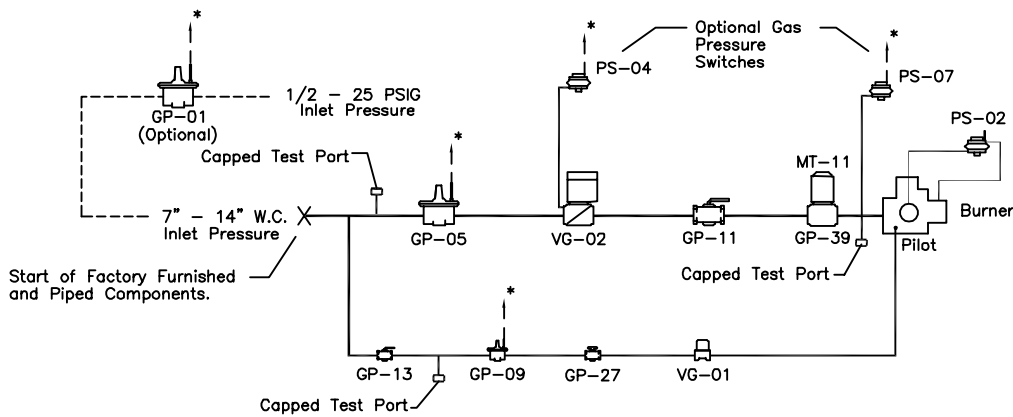 *
*
*
Optional Gas
Pressure
Switches
PS-04
PS-07
1/2 - 25 PSIG
Inlet Pressure
GP-01
(Optional)
*
PS-02
Capped Test Port
MT-11
7" - 14" W.C.
Inlet Pressure
GP-05
VG-02
GP-11
GP-39
Burner
Pilot
Start of Factory Furnished
and Piped Components.
Capped Test Port
*
GP-13
GP-09
GP-27
VG-01
Capped Test Port